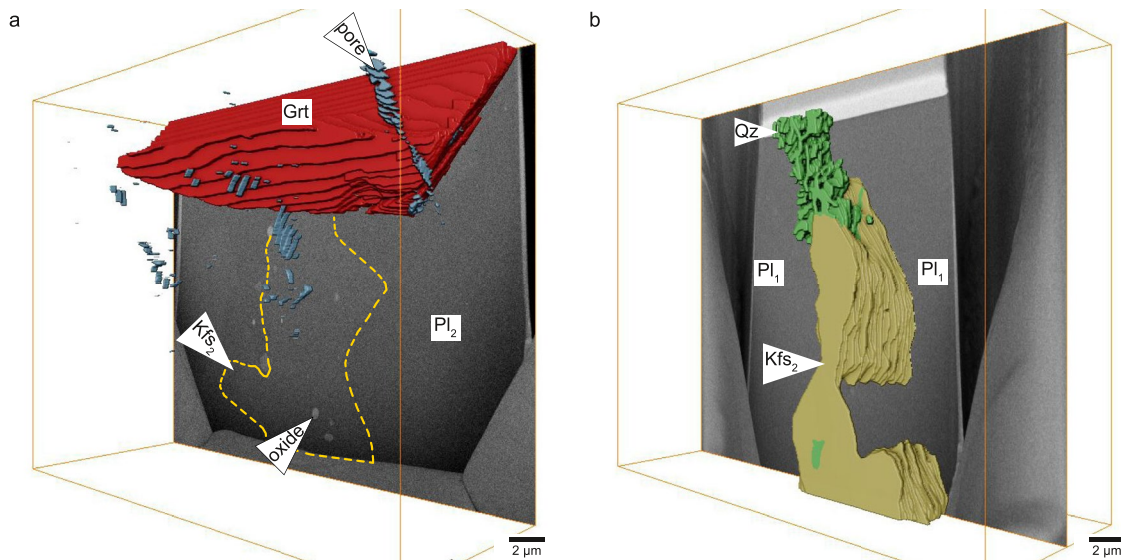 a
pore
Grt
Pl2
Kfs2
oxide
2 µm
b
Qz
Pl1
Pl1
Kfs2
2 µm